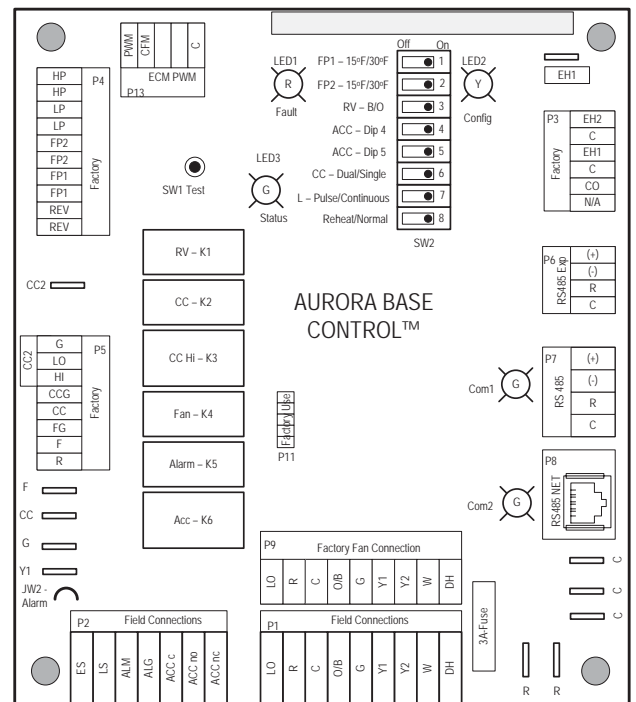 PWM
CFM
C
ECM PWM
P13
Off On
LED1
R
Fault
FP1 – 15ºF/30ºF 1
FP2 – 15ºF/30ºF 2
RV – B/O 3
ACC – Dip 4 4
ACC – Dip 5 5
CC – Dual/Single 6
L – Pulse/Continuous 7
Reheat/Normal 8
SW2
LED2
Y
Config
EH1
P4
HP
HP
LP
LP
FP2
FP2
FP1
FP1
REV
REV
Factory
SW1 Test
LED3
G
Status
P3
Factory
EH2
C
EH1
C
CO
N/A
RV – K1
CC – K2
CC Hi – K3
Fan – K4
Alarm – K5
Acc – K6
AURORA BASE
CONTROL™
P6
RS485 Exp
(+)
(-)
R
C
CC2
CC2
P5
G
LO
HI
CCG
CC
FG
F
R
Factory
Factory Use
P11
Com1
G
P7
RS 485
(+)
(-)
R
C
Com2
G
P8
RS485 NET
F
CC
G
Y1
JW2 -
Alarm
P9 Factory Fan Connection
LO R C O/B G Y1 Y2 W DH
C
C
C
3A-Fuse
P2 Field Connections
ES LS ALM ALG ACC c ACC no ACC nc
P1 Field Connections
LO R C O/B G Y1 Y2 W DH
R R